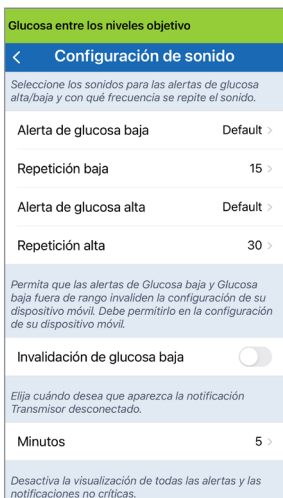 Glucosa entre los niveles objetivo
Configuración de sonido
Seleccione los sonidos para las alertas de glucosa
alta/baja y con qué frecuencia se repite el sonido.
Alerta de glucosa baja Default
Repetición baja 15
Alerta de glucosa alta Default
Repetición alta 30
Permita que las alertas de Glucosa baja y Glucosa
baja fuera de rango invaliden la configuración de su
dispositivo móvil. Debe permitirlo en la configuración
de su dispositivo móvil.
Invalidación de glucosa baja
Elija cuándo desea que aparezca la notificación
Transmisor desconectado.
Minutos 5
Desactiva la visualización de todas las alertas y las
notificaciones no críticas.